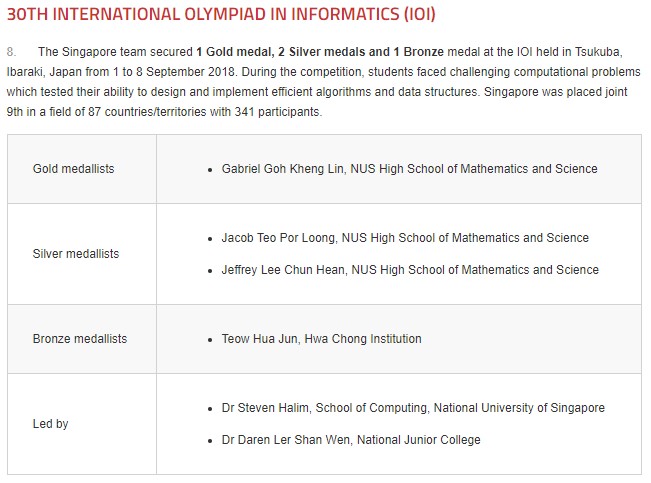 30TH INTERNATIONAL OLYMPIAD IN INFORMATICS (IOI)
8. The Singapore team secured 1 Gold medal, 2 Silver medals and 1 Bronze medal at the IOI held in Tsukuba,
Ibaraki, Japan from 1 to 8 September 2018. During the competition, students faced challenging computational problems
which tested their ability to design and implement efficient algorithms and data structures. Singapore was placed joint
9th in a field of 87 countries/territories with 341 participants.
Gold medallists
• Gabriel Goh Kheng Lin, NUS High School of Mathematics and Science
Silver medallists
• Jacob Teo Por Loong, NUS High School of Mathematics and Science
• Jeffrey Lee Chun Hean, NUS High School of Mathematics and Science
Bronze medallists
• Teow Hua Jun, Hwa Chong Institution
Led by
• Dr Steven Halim, School of Computing, National University of Singapore
• Dr Daren Ler Shan Wen, National Junior College